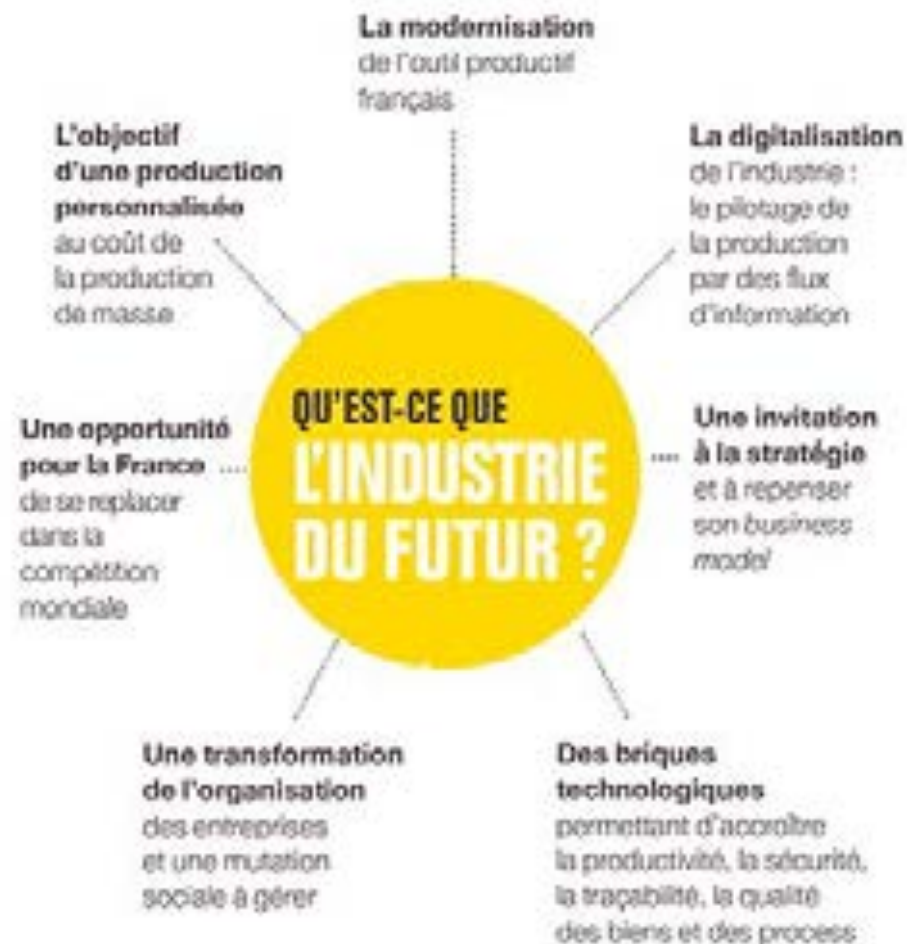 La modernisation
de l'outil productif
français
L'objectif
d'une production
personnalisée
au coût de
la production
de masse
La digitalisation
de l'industrie :
le pilotage de
la production
par des flux
d'information
QU'EST-CE QUE
L'INDUSTRIE
DU FUTUR ?
Une opportunité
pour la France
de se replacer
dans la
compétition
mondiale
Une invitation
à la stratégie
et à repenser
son business
model
Une transformation
de l'organisation
des entreprises
et une mutation
sociale à gérer
Des briques
technologiques
permettant d'accroître
la productivité, la sécurité,
la traçabilité, la qualité
des biens et des process